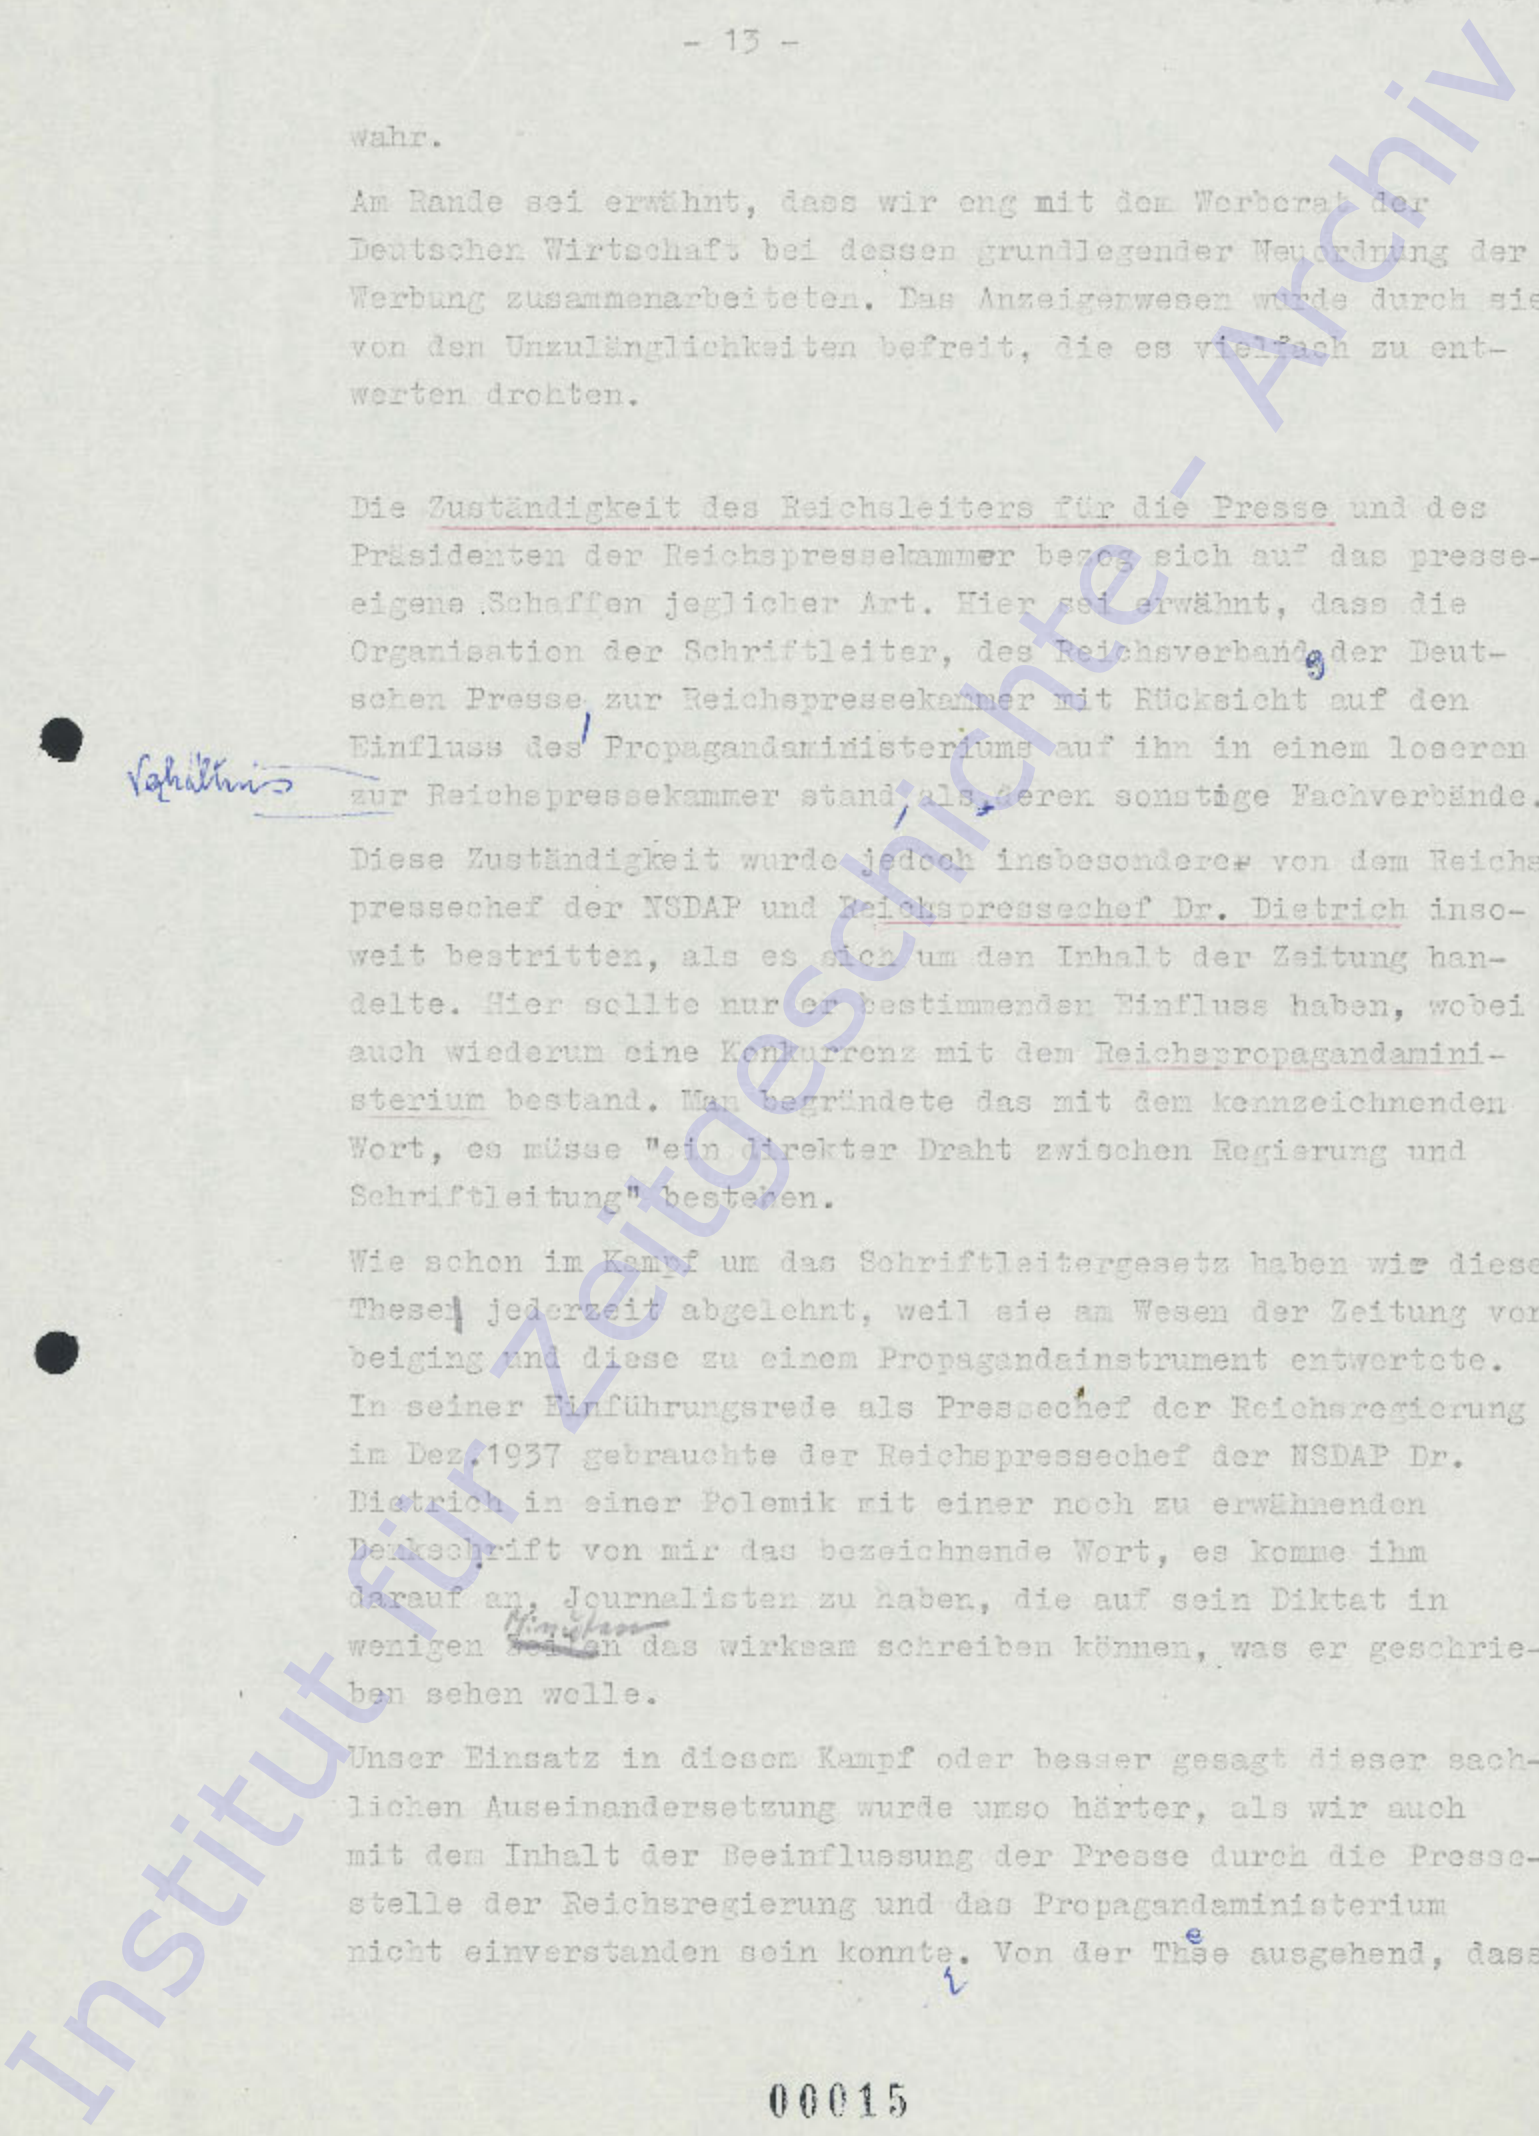 - 13 -
wahr.
Am Rande sei erwähnt, dass wir eng mit dem Werberat der
Deutschen Wirtschaft bei dessen grundlegender Neuordnung der
Werbung zusammenarbeiteten. Das Anzeigenwesen wurde durch sie
von den Unzulänglichkeiten befreit, die es vielfach zu ent-
werten drohten.
Die Zuständigkeit des Reichsleiters für die Presse und des
Präsidenten der Reichspressekammer bezog sich auf das presse-
eigene Schaffen jeglicher Art. Hier sei erwähnt, dass die
Organisation der Schriftleiter, des Reichsverbands der Deut-
schen Presse, zur Reichspressekammer mit Rücksicht auf den
Einfluss des Propagandaministeriums auf ihn in einem loseren
Verhältnis
zur Reichspressekammer stand, als deren sonstige Fachverbände.
Diese Zuständigkeit wurde jedoch insbesondere von dem Reichs
pressechef der NSDAP und Reichspressechef Dr. Dietrich inso-
weit bestritten, als es sich um den Inhalt der Zeitung han-
delte. Hier sollte nur er bestimmenden Einfluss haben, wobei
auch wiederum eine Konkurrenz mit dem Reichspropagandamini-
sterium bestand. Man begründete das mit dem kennzeichnenden
Wort, es müsse "ein direkter Draht zwischen Regierung und
Schriftleitung" bestehen.
Wie schon im Kampf um das Schriftleitergesetz haben wir diese
These jederzeit abgelehnt, weil sie am Wesen der Zeitung vor
beiging und diese zu einem Propagandainstrument entwertete.
In seiner Einführungsrede als Pressechef der Reichsregierung
im Dez.1937 gebrauchte der Reichspressechef der NSDAP Dr.
Dietrich in einer Polemik mit einer noch zu erwähnenden
Denkschrift von mir das bezeichnende Wort, es komme ihm
darauf an, Journalisten zu haben, die auf sein Diktat in
Minuten
wenigen das wirksam schreiben können, was er geschrie-
ben sehen wolle.
Unser Einsatz in diesem Kampf oder besser gesagt dieser sach-
lichen Auseinandersetzung wurde umso härter, als wir auch
mit dem Inhalt der Beeinflussung der Presse durch die Presse-
stelle der Reichsregierung und das Propagandaministerium
nicht einverstanden sein konnte. Von der These ausgehend, dass
00015
Institut für Zeitgeschichte - Archiv